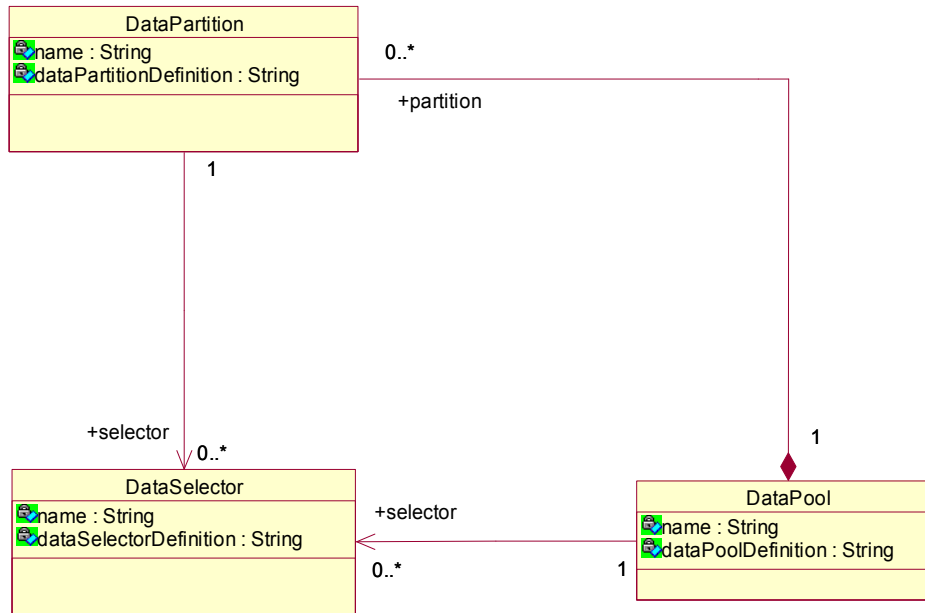 DataPartition
name : String
dataPartitionDefinition : String
0..*
+partition
1
+selector
0..*
DataSelector
name : String
dataSelectorDefinition : String
+selector
0..*
1
1
DataPool
name : String
dataPoolDefinition : String